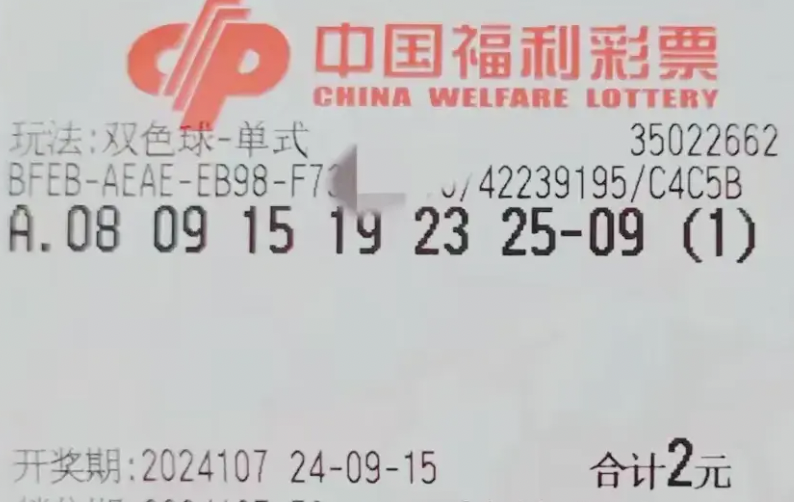 中国福利彩票
CHINA WELFARE LOTTERY
玩法:双色球-单式 35022662
BFEB-AEAE-EB98-F73 /42239195/C4C5B
A.08 09 15 19 23 25-09 (1)
开奖期:2024107 24-09-15 合计2元